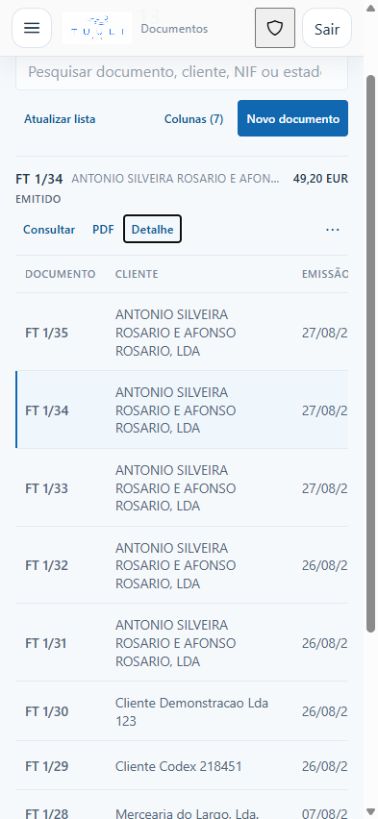 Documentos
Sair
Pesquisar documento, cliente, NIF ou estad
Atualizar lista
Colunas (7)
Novo documento
FT 1/34 ANTONIO SILVEIRA ROSARIO E AFON... 49,20 EUR
EMITIDO
Consultar PDF Detalhe ...
DOCUMENTO CLIENTE EMISSÃO
FT 1/35
ANTONIO SILVEIRA
ROSARIO E AFONSO
ROSARIO, LDA
27/08/2
FT 1/34
ANTONIO SILVEIRA
ROSARIO E AFONSO
ROSARIO, LDA
27/08/2
FT 1/33
ANTONIO SILVEIRA
ROSARIO E AFONSO
ROSARIO, LDA
27/08/2
FT 1/32
ANTONIO SILVEIRA
ROSARIO E AFONSO
ROSARIO, LDA
26/08/2
FT 1/31
ANTONIO SILVEIRA
ROSARIO E AFONSO
ROSARIO, LDA
26/08/2
FT 1/30
Cliente Demonstracao Lda
123
26/08/2
FT 1/29
Cliente Codex 218451
26/08/2
FT 1/28
Mercearia do Largo, Lda.
07/08/2